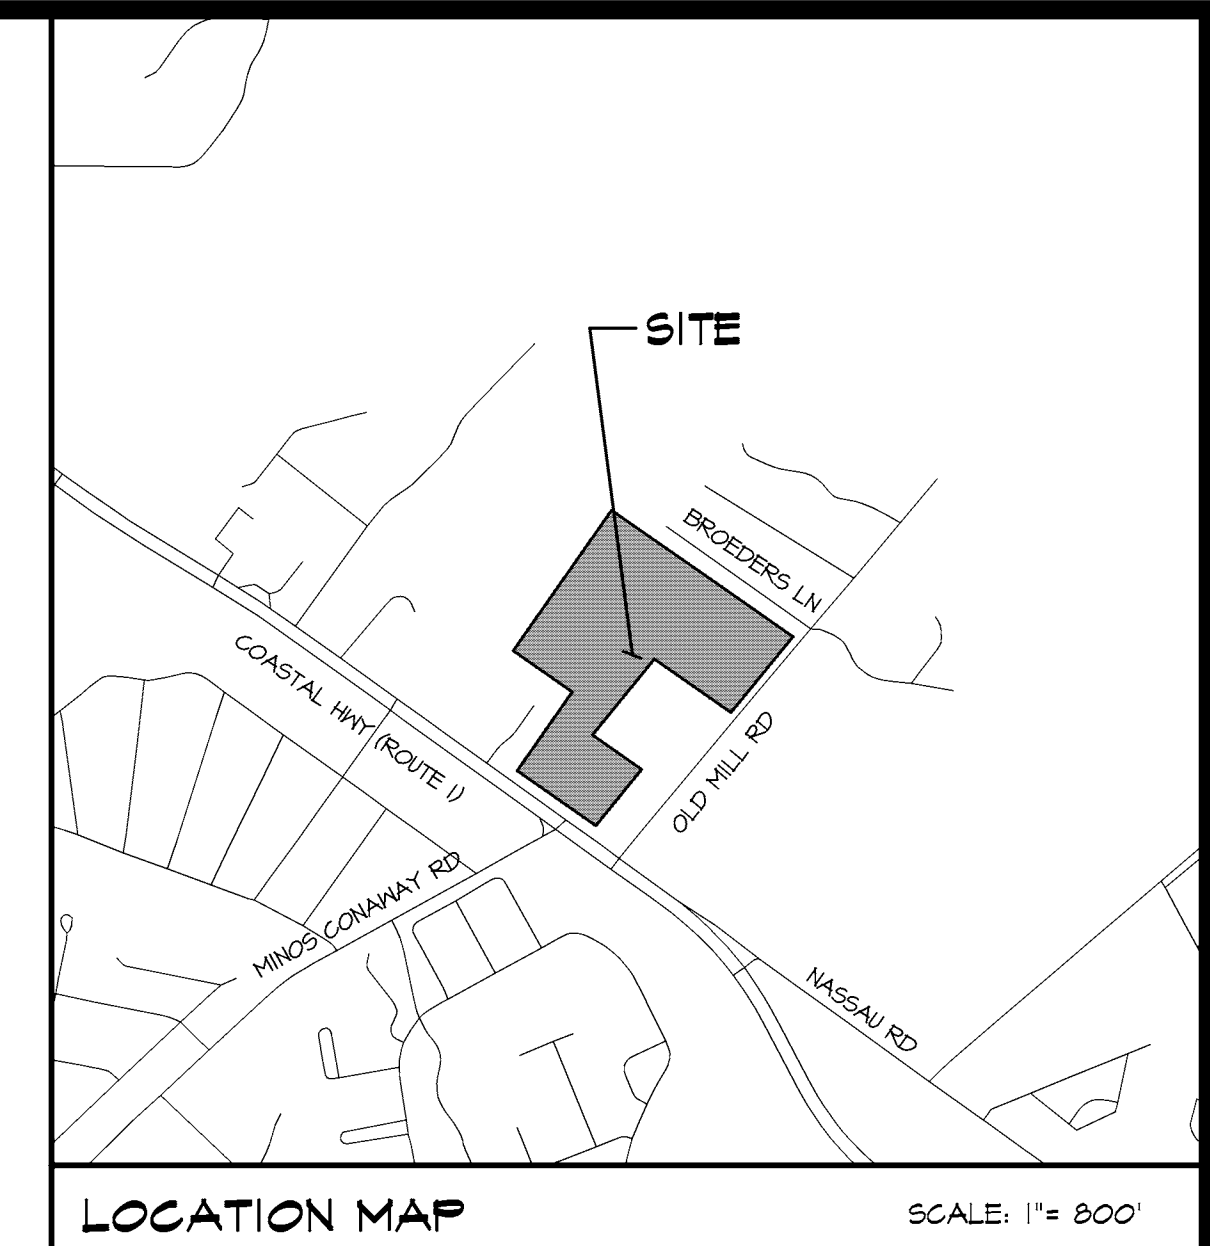 SITE
BROEDERS LN
COASTAL HWY (ROUTE 1)
OLD MILL RD
MINOS CONAWAY RD
NASSAU RD
LOCATION MAP
SCALE: 1"= 800'